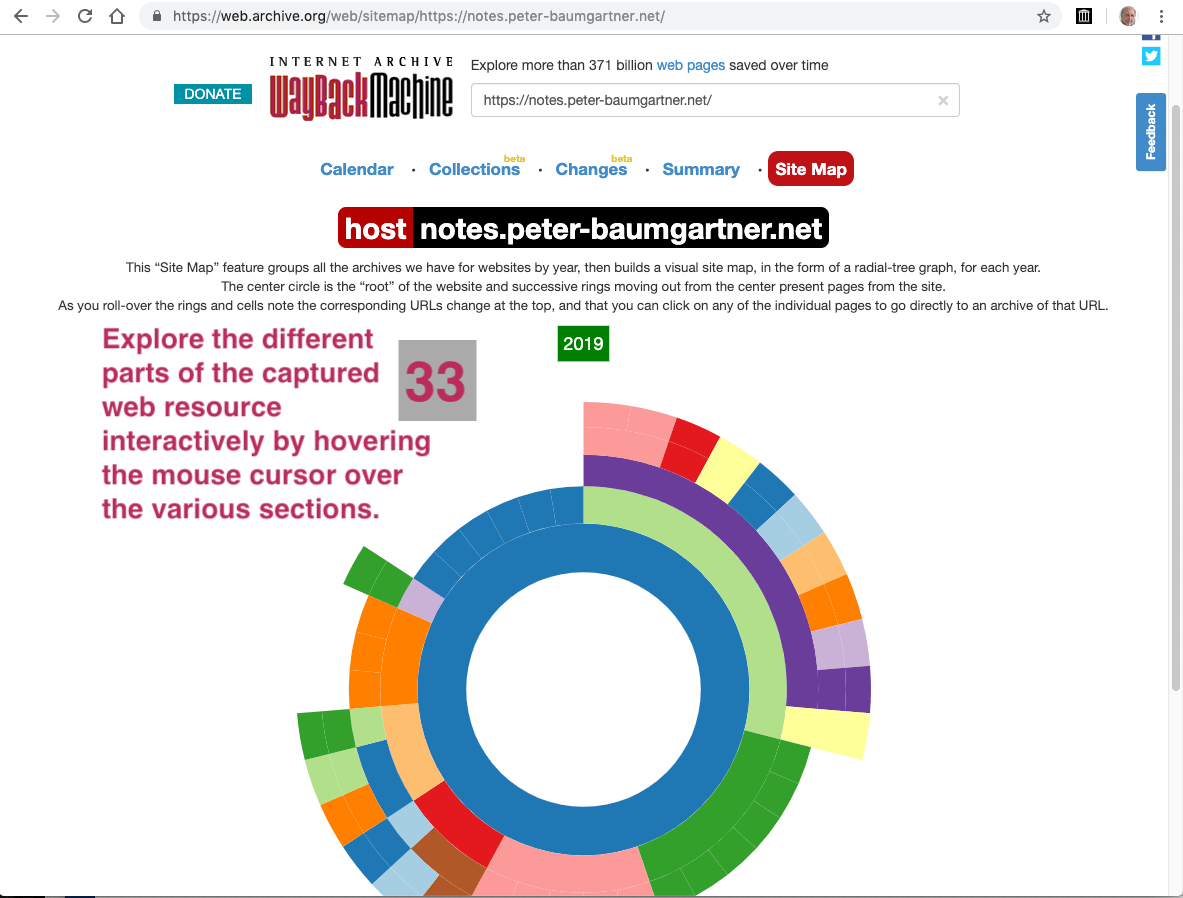 https://web.archive.org/web/sitemap/https://notes.peter-baumgartner.net/
INTERNET ARCHIVE
WayBackMachine
DONATE
Explore more than 371 billion web pages saved over time
https://notes.peter-baumgartner.net/
Feedback
Calendar · Collections beta · Changes beta · Summary · Site Map
host notes.peter-baumgartner.net
This “Site Map” feature groups all the archives we have for websites by year, then builds a visual site map, in the form of a radial-tree graph, for each year.
The center circle is the “root” of the website and successive rings moving out from the center present pages from the site.
As you roll-over the rings and cells note the corresponding URLs change at the top, and that you can click on any of the individual pages to go directly to an archive of that URL.
Explore the different
parts of the captured
web resource
interactively by hovering
the mouse cursor over
the various sections.
33
2019